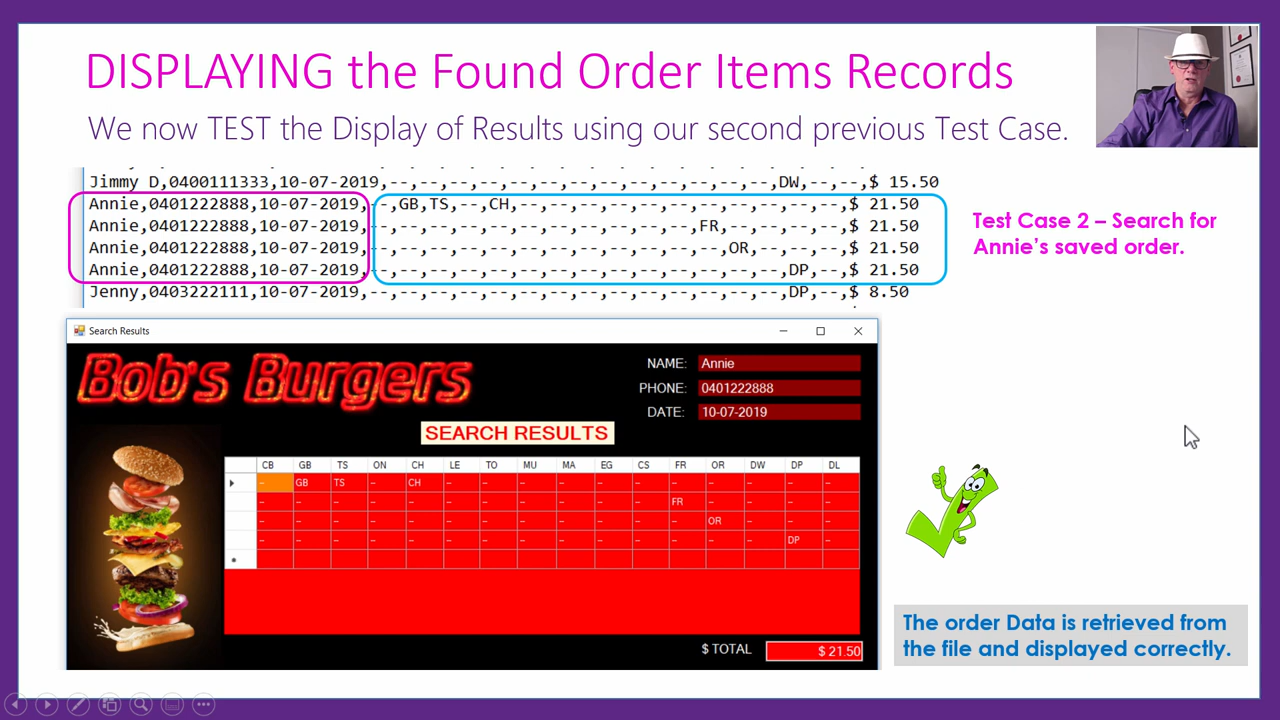 DISPLAYING the Found Order Items Records
We now TEST the Display of Results using our second previous Test Case.
Jimmy D,0400111333,10-07-2019,--,--,--,--,--,--,--,--,--,--,--,--,--,DW,--,--,$ 15.50
Annie,0401222888,10-07-2019,--,GB,TS,--,CH,--,--,--,--,--,--,--,--,--,--,--,$ 21.50
Annie,0401222888,10-07-2019,--,--,--,--,--,--,--,--,--,--,--,FR,--,--,--,--,$ 21.50
Annie,0401222888,10-07-2019,--,--,--,--,--,--,--,--,--,--,--,--,OR,--,--,--,$ 21.50
Annie,0401222888,10-07-2019,--,--,--,--,--,--,--,--,--,--,--,--,--,--,DP,--,$ 21.50
Jenny,0403222111,10-07-2019,--,--,--,--,--,--,--,--,--,--,--,--,--,--,DP,--,$ 8.50
Test Case 2 – Search for
Annie's saved order.
Search Results
Bob's Burgers
NAME: Annie
PHONE: 0401222888
DATE: 10-07-2019
SEARCH RESULTS
CB GB TS ON CH LE TO MU MA EG CS FR OR DW DP DL
-- GB TS -- CH -- -- -- -- -- -- -- -- -- -- --
-- -- -- -- -- -- -- -- -- -- -- FR -- -- -- --
-- -- -- -- -- -- -- -- -- -- -- -- OR -- -- --
-- -- -- -- -- -- -- -- -- -- -- -- -- -- DP --
$ TOTAL $ 21.50
The order Data is retrieved from
the file and displayed correctly.